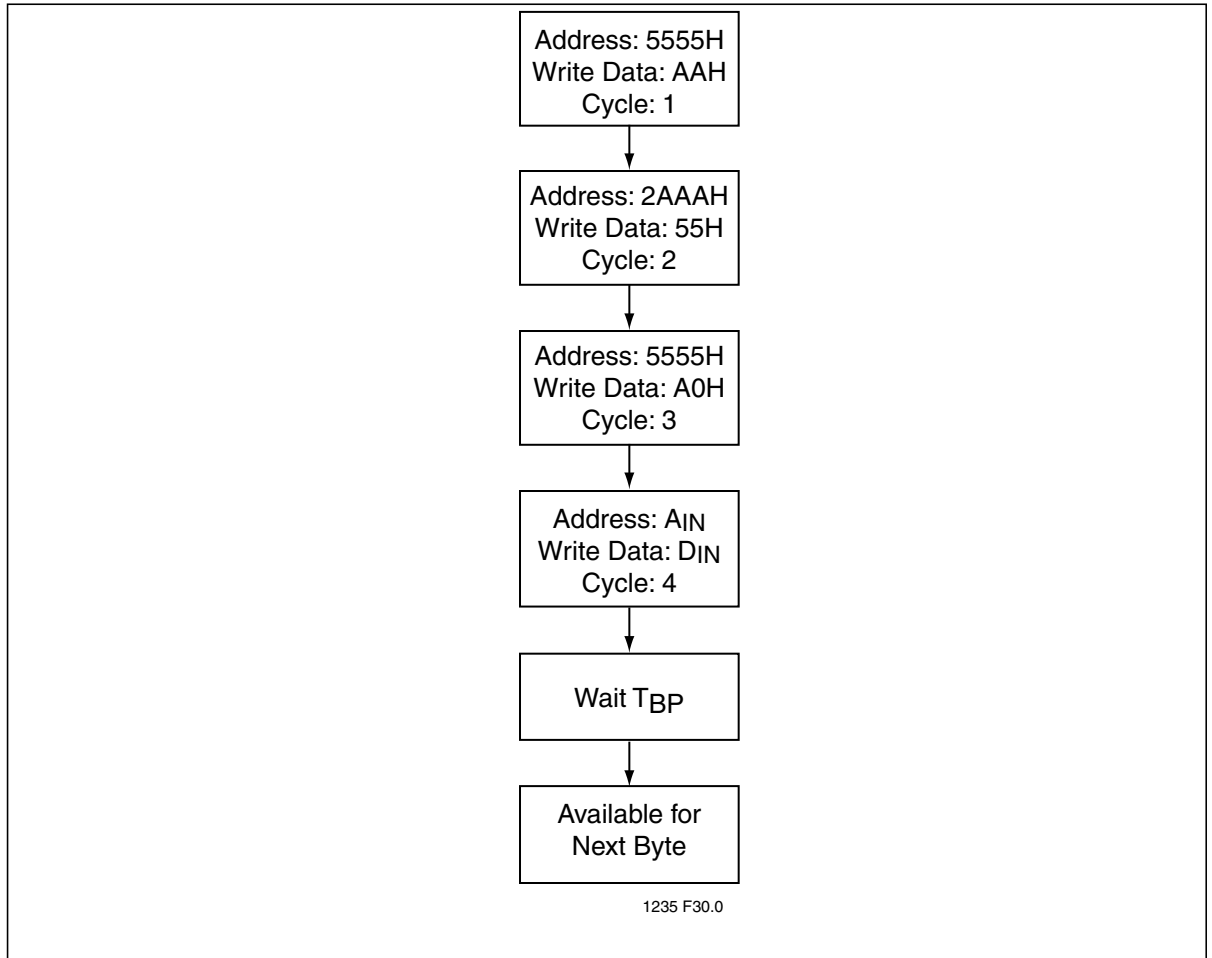 Address: 5555H
Write Data: AAH
Cycle: 1
Address: 2AAAH
Write Data: 55H
Cycle: 2
Address: 5555H
Write Data: A0H
Cycle: 3
Address: AIN
Write Data: DIN
Cycle: 4
Wait TBP
Available for
Next Byte
1235 F30.0